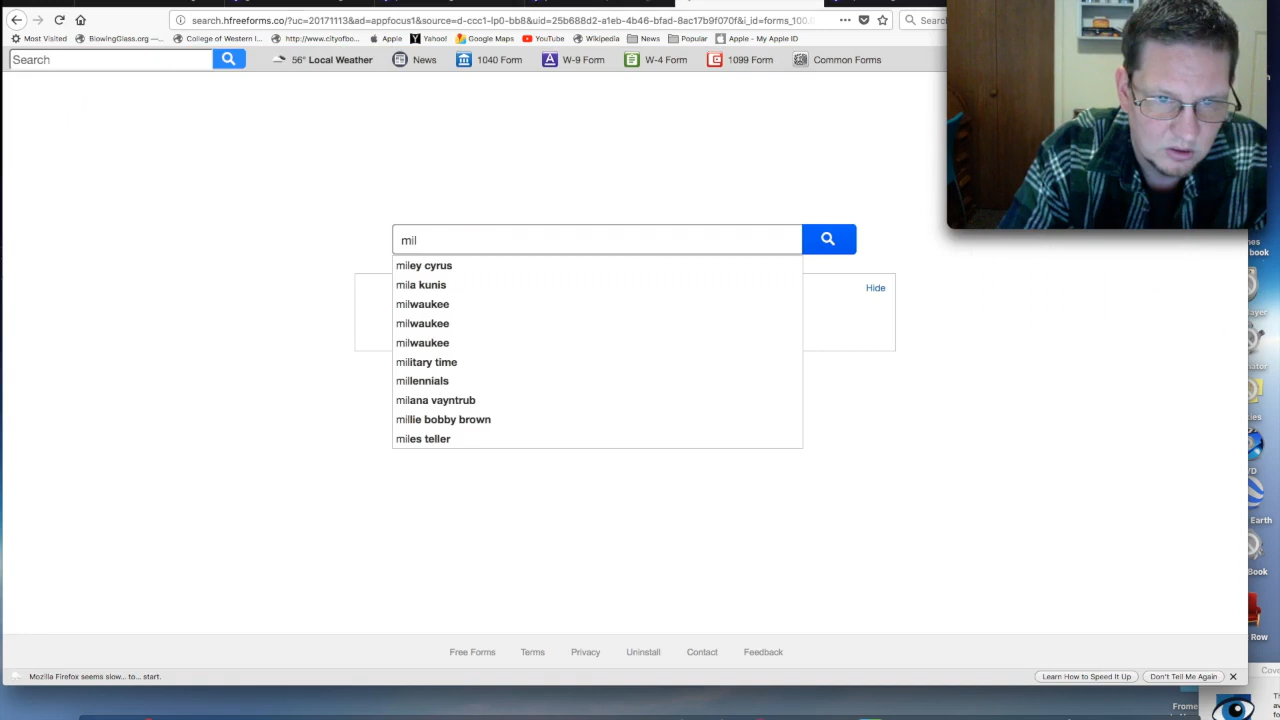 search.hfreeforms.co/?uc=20171113&ad=appfocus1&source=d-ccc1-lp0-bb8&uid=25b688d2-a1eb-4b46-bfad-8ac17b9f070f&i_id=forms_100.
Searc
Most Visited BlowingGlass.org —... College of Western I... http://www.cityofbo... Apple Yahoo! Google Maps YouTube Wikipedia News Popular Apple - My Apple ID
Search 56° Local Weather News 1040 Form W-9 Form W-4 Form 1099 Form Common Forms
mil
miley cyrus
Hide
mila kunis
milwaukee
milwaukee
milwaukee
military time
millennials
milana vayntrub
millie bobby brown
miles teller
book
Earth
Book
Row
Free Forms Terms Privacy Uninstall Contact Feedback
Mozilla Firefox seems slow... to... start. Learn How to Speed It Up Don't Tell Me Again
Cove
Frome